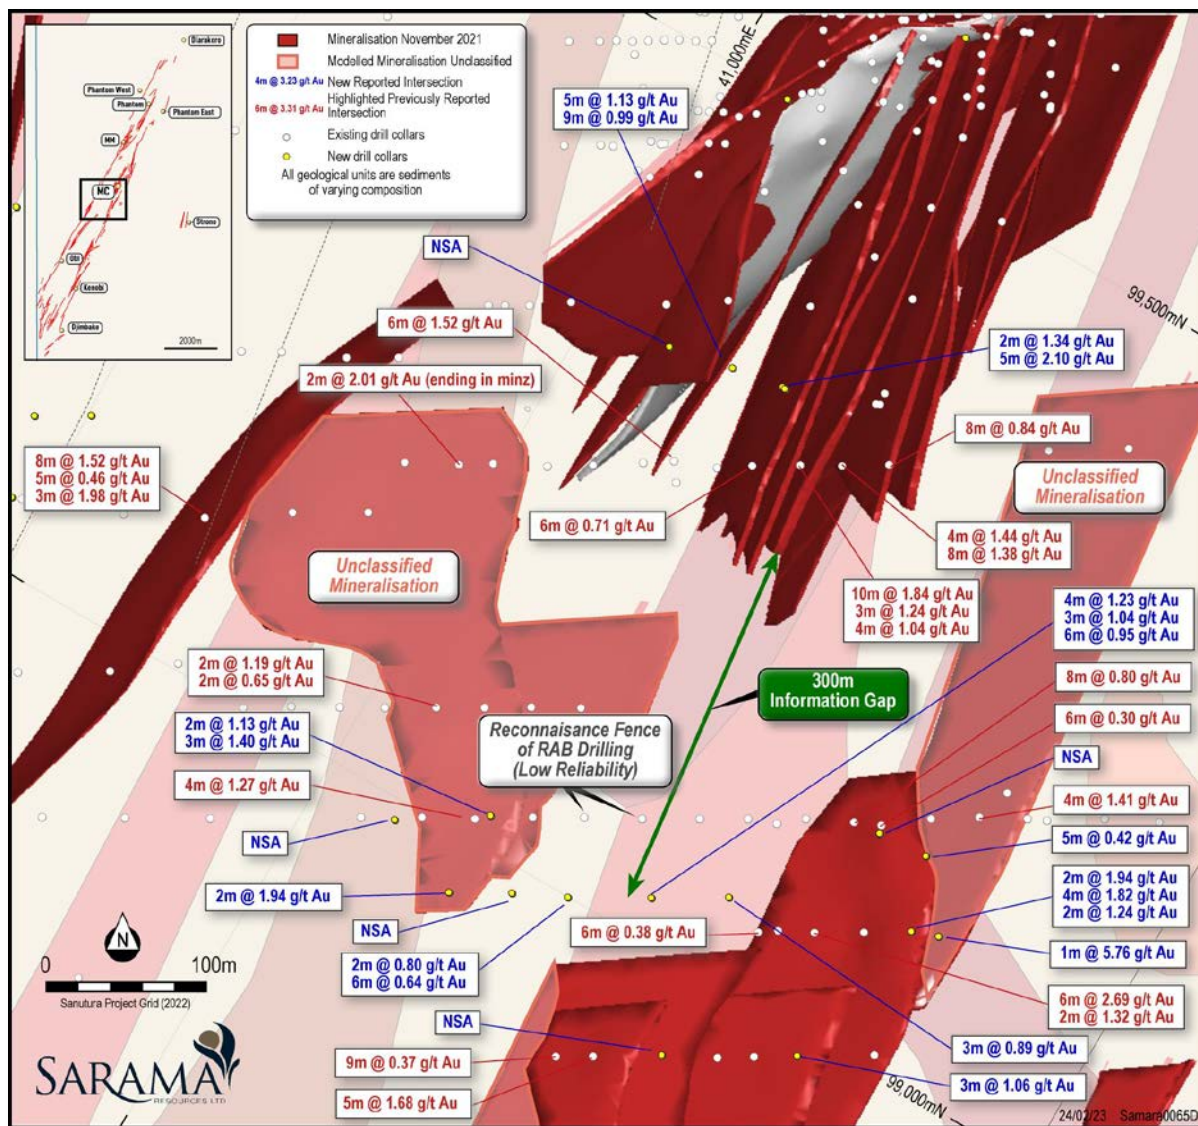 Diarakoro
Phantom West
Phantom
Phantom East
MM
MC
Obi
Kenobi
Djimbake
2000m
Mineralisation November 2021
Modelled Mineralisation Unclassified
4m @ 3.23 g/t Au
New Reported Intersection
6m @ 3.31 g/t Au
Highlighted Previously Reported
Intersection
Existing drill collars
New drill collars
All geological units are sediments
of varying composition
41,000mE
5m @ 1.13 g/t Au
9m @ 0.99 g/t Au
NSA
99,500mN
6m @ 1.52 g/t Au
2m @ 1.34 g/t Au
5m @ 2.10 g/t Au
2m @ 2.01 g/t Au (ending in minz)
8m @ 0.84 g/t Au
8m @ 1.52 g/t Au
5m @ 0.46 g/t Au
3m @ 1.98 g/t Au
Unclassified
Mineralisation
6m @ 0.71 g/t Au
4m @ 1.44 g/t Au
8m @ 1.38 g/t Au
Unclassified
Mineralisation
10m @ 1.84 g/t Au
3m @ 1.24 g/t Au
4m @ 1.04 g/t Au
4m @ 1.23 g/t Au
3m @ 1.04 g/t Au
6m @ 0.95 g/t Au
2m @ 1.19 g/t Au
2m @ 0.65 g/t Au
300m
Information Gap
8m @ 0.80 g/t Au
2m @ 1.13 g/t Au
3m @ 1.40 g/t Au
Reconnaisance Fence
of RAB Drilling
(Low Reliability)
6m @ 0.30 g/t Au
NSA
4m @ 1.27 g/t Au
4m @ 1.41 g/t Au
NSA
5m @ 0.42 g/t Au
2m @ 1.94 g/t Au
2m @ 1.94 g/t Au
4m @ 1.82 g/t Au
2m @ 1.24 g/t Au
NSA
6m @ 0.38 g/t Au
1m @ 5.76 g/t Au
N
0
100m
Sanutura Project Grid (2022)
2m @ 0.80 g/t Au
6m @ 0.64 g/t Au
6m @ 2.69 g/t Au
2m @ 1.32 g/t Au
NSA
3m @ 0.89 g/t Au
9m @ 0.37 g/t Au
3m @ 1.06 g/t Au
5m @ 1.68 g/t Au
99,000mN
SARAMA
RESOURCES LTD
24/02/23 Samara0065D